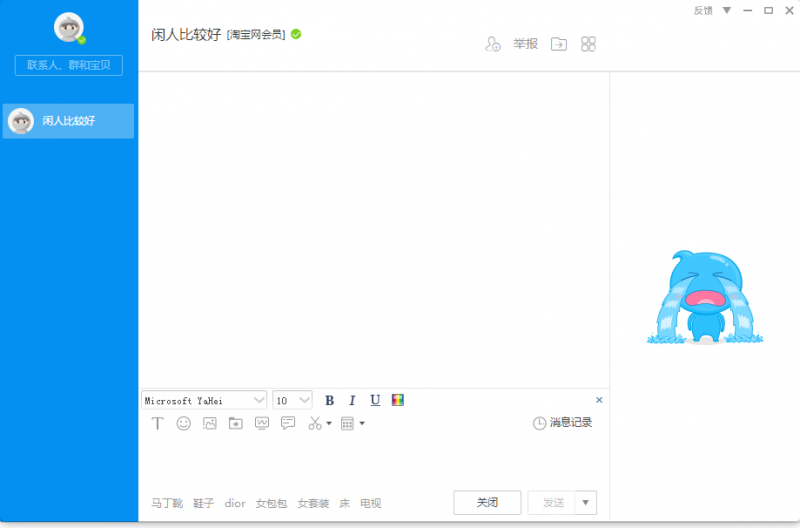 反馈
闲人比较好 [淘宝网会员]
举报
联系人、群和宝贝
闲人比较好
Microsoft YaHei 10 B I U
T 消息记录
马丁靴 鞋子 dior 女包包 女套装 床 电视 关闭 发送